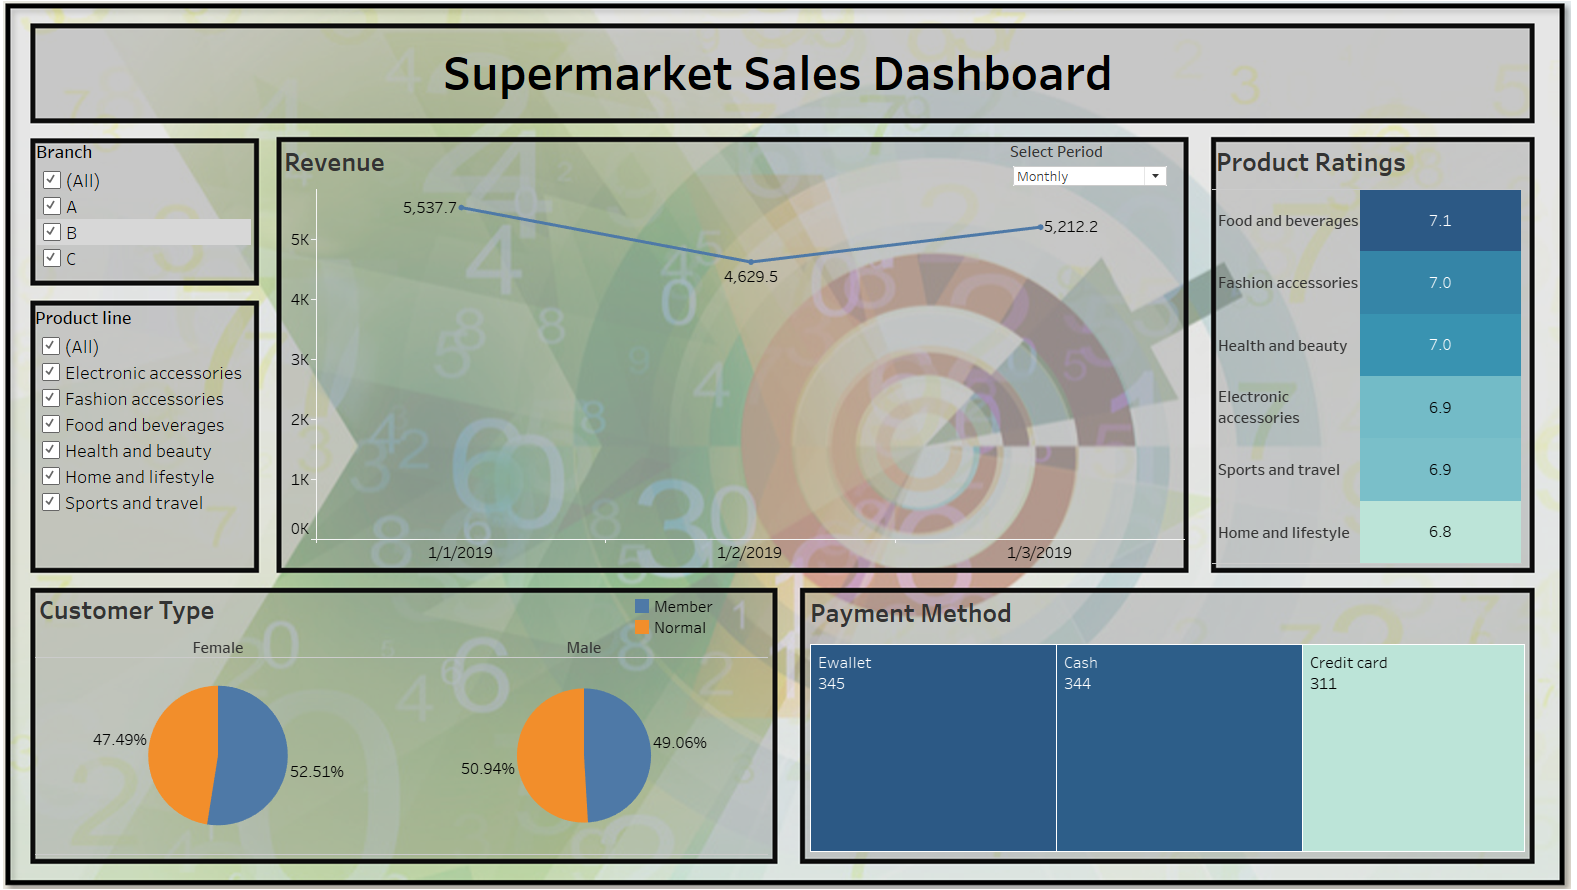 Supermarket Sales Dashboard
Branch
(All)
A
B
C
Product line
(All)
Electronic accessories
Fashion accessories
Food and beverages
Health and beauty
Home and lifestyle
Sports and travel
Revenue
Select Period
Monthly
5,537.7
4,629.5
5,212.2
5K
4K
3K
2K
1K
0K
1/1/2019
1/2/2019
1/3/2019
Product Ratings
Food and beverages 7.1
Fashion accessories 7.0
Health and beauty 7.0
Electronic
accessories 6.9
Sports and travel 6.9
Home and lifestyle 6.8
Customer Type
Member
Normal
Female
Male
47.49%
52.51%
50.94%
49.06%
Payment Method
Ewallet
345
Cash
344
Credit card
311